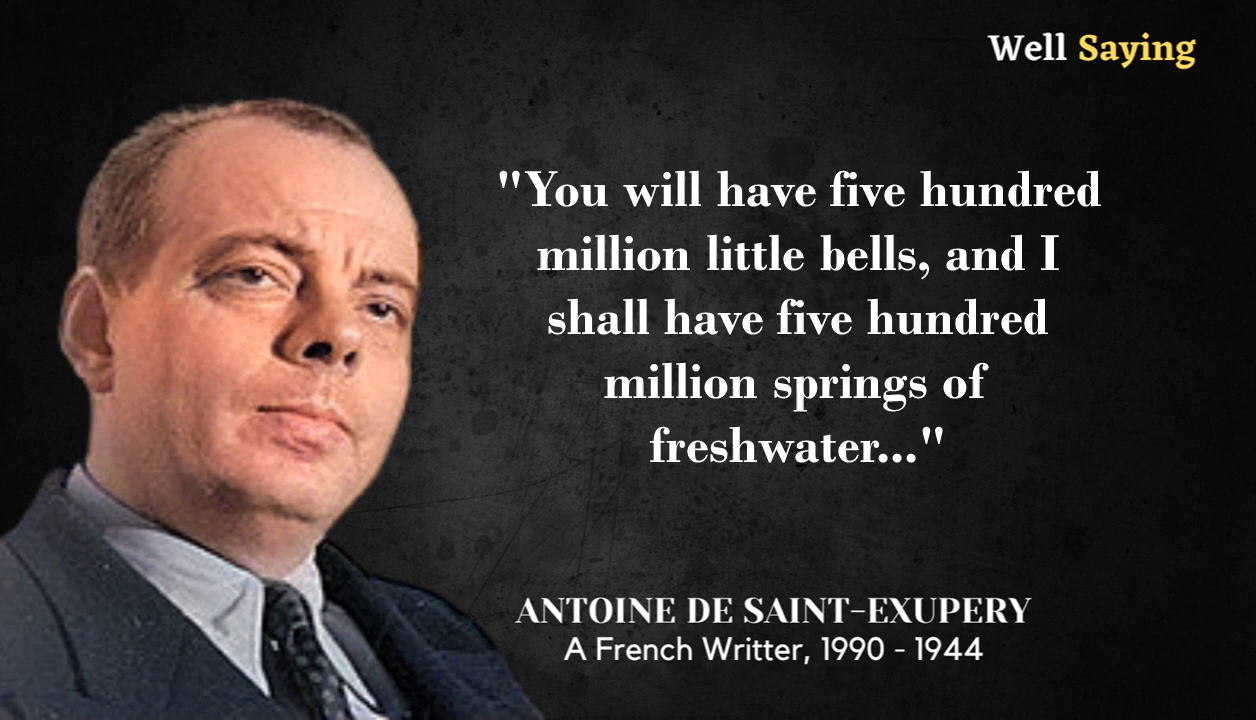 Well Saying
"You will have five hundred
million little bells, and I
shall have five hundred
million springs of
freshwater..."
ANTOINE DE SAINT-EXUPERY
A French Writter, 1990 - 1944